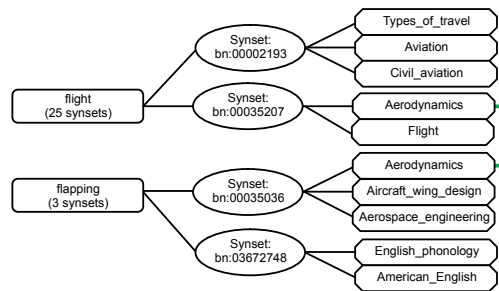 Types_of_travel
Synset:
bn:00002193
Aviation
Civil_aviation
flight
(25 synsets)
Synset:
bn:00035207
Aerodynamics
Flight
Aerodynamics
flapping
(3 synsets)
Synset:
bn:00035036
Aircraft_wing_design
Aerospace_engineering
Synset:
bn:03672748
English_phonology
American_English